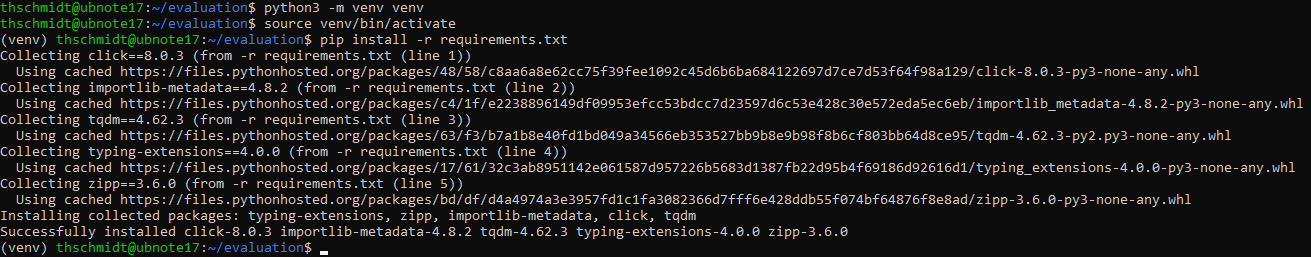 thschmidt@ubnote17:~/evaluation$ python3 -m venv venv
thschmidt@ubnote17:~/evaluation$ source venv/bin/activate
(venv) thschmidt@ubnote17:~/evaluation$ pip install -r requirements.txt
Collecting click==8.0.3 (from -r requirements.txt (line 1))
  Using cached https://files.pythonhosted.org/packages/48/58/c8aa6a8e62cc75f39fee1092c45d6b6ba684122697d7ce7d53f64f98a129/click-8.0.3-py3-none-any.whl
Collecting importlib-metadata==4.8.2 (from -r requirements.txt (line 2))
  Using cached https://files.pythonhosted.org/packages/c4/1f/e2238896149df09953efcc53bdcc7d23597d6c53e428c30e572eda5ec6eb/importlib_metadata-4.8.2-py3-none-any.whl
Collecting tqdm==4.62.3 (from -r requirements.txt (line 3))
  Using cached https://files.pythonhosted.org/packages/63/f3/b7a1b8e40fd1bd049a34566eb353527bb9b8e9b98f8b6cf803bb64d8ce95/tqdm-4.62.3-py2.py3-none-any.whl
Collecting typing-extensions==4.0.0 (from -r requirements.txt (line 4))
  Using cached https://files.pythonhosted.org/packages/17/61/32c3ab8951142e061587d957226b5683d1387fb22d95b4f69186d92616d1/typing_extensions-4.0.0-py3-none-any.whl
Collecting zipp==3.6.0 (from -r requirements.txt (line 5))
  Using cached https://files.pythonhosted.org/packages/bd/df/d4a4974a3e3957fd1c1fa3082366d7fff6e428ddb55f074bf64876f8e8ad/zipp-3.6.0-py3-none-any.whl
Installing collected packages: typing-extensions, zipp, importlib-metadata, click, tqdm
Successfully installed click-8.0.3 importlib-metadata-4.8.2 tqdm-4.62.3 typing-extensions-4.0.0 zipp-3.6.0
(venv) thschmidt@ubnote17:~/evaluation$